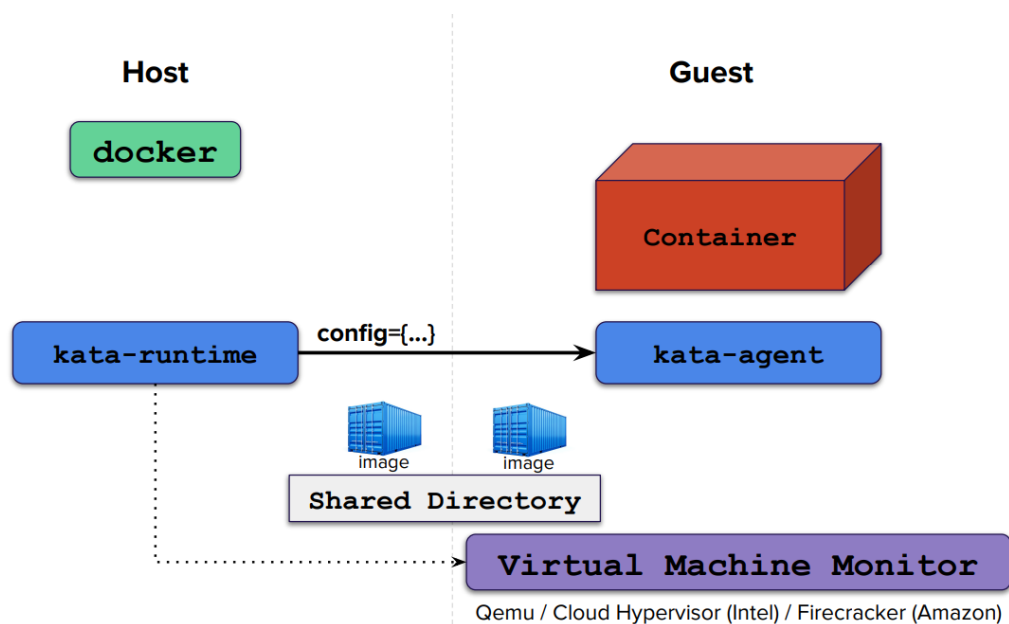 Host
Guest
docker
Container
config={...}
kata-runtime
kata-agent
image
image
Shared Directory
Virtual Machine Monitor
Qemu / Cloud Hypervisor (Intel) / Firecracker (Amazon)